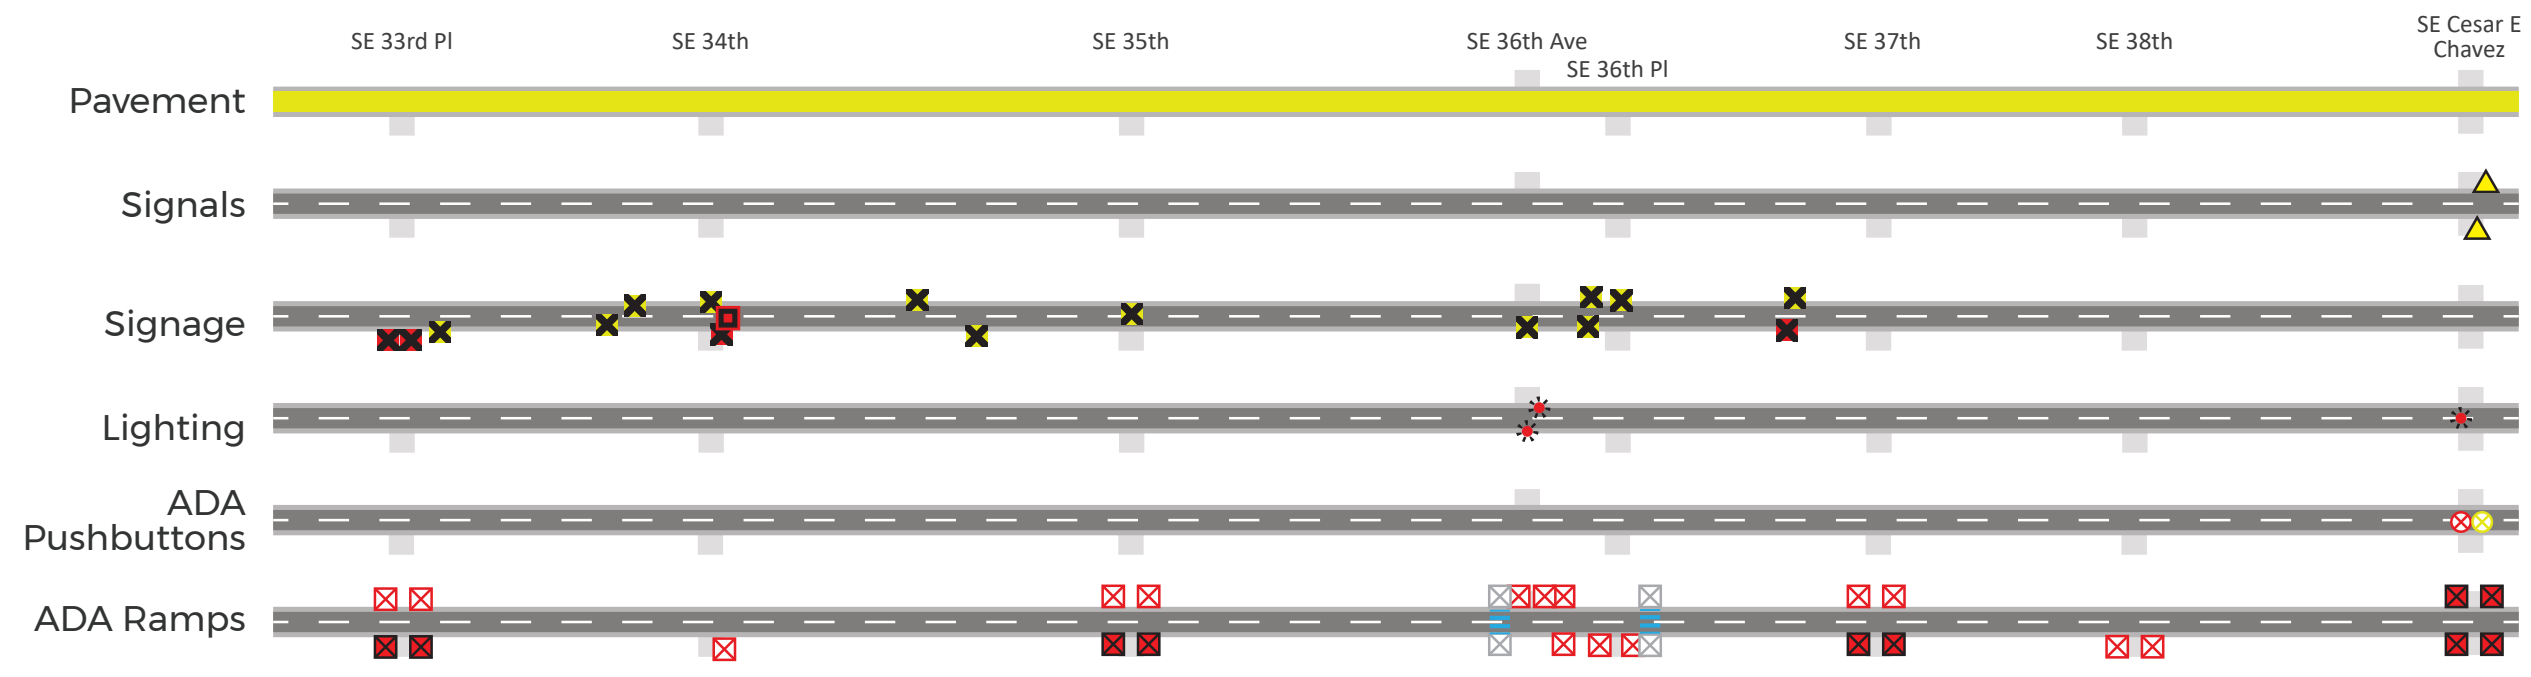 SE 33rd Pl
SE 34th
SE 35th
SE 36th Ave
SE 36th Pl
SE 37th
SE 38th
SE Cesar E
Chavez
Pavement
Signals
Signage
Lighting
ADA
Pushbuttons
ADA Ramps